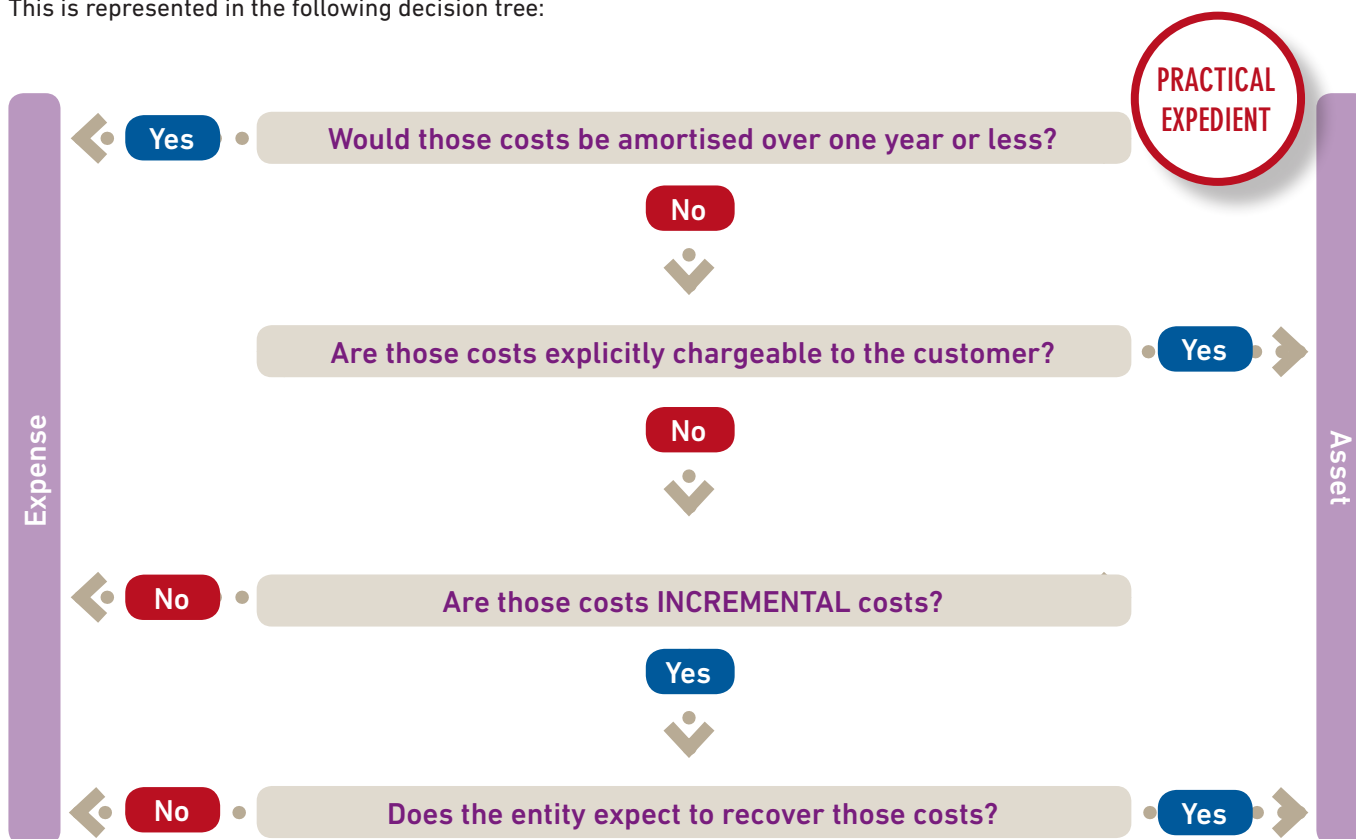 This is represented in the following decision tree:
PRACTICAL
EXPEDIENT
Yes
Would those costs be amortised over one year or less?
No
Are those costs explicitly chargeable to the customer?
Yes
No
Expense
Asset
No
Are those costs INCREMENTAL costs?
Yes
No
Does the entity expect to recover those costs?
Yes